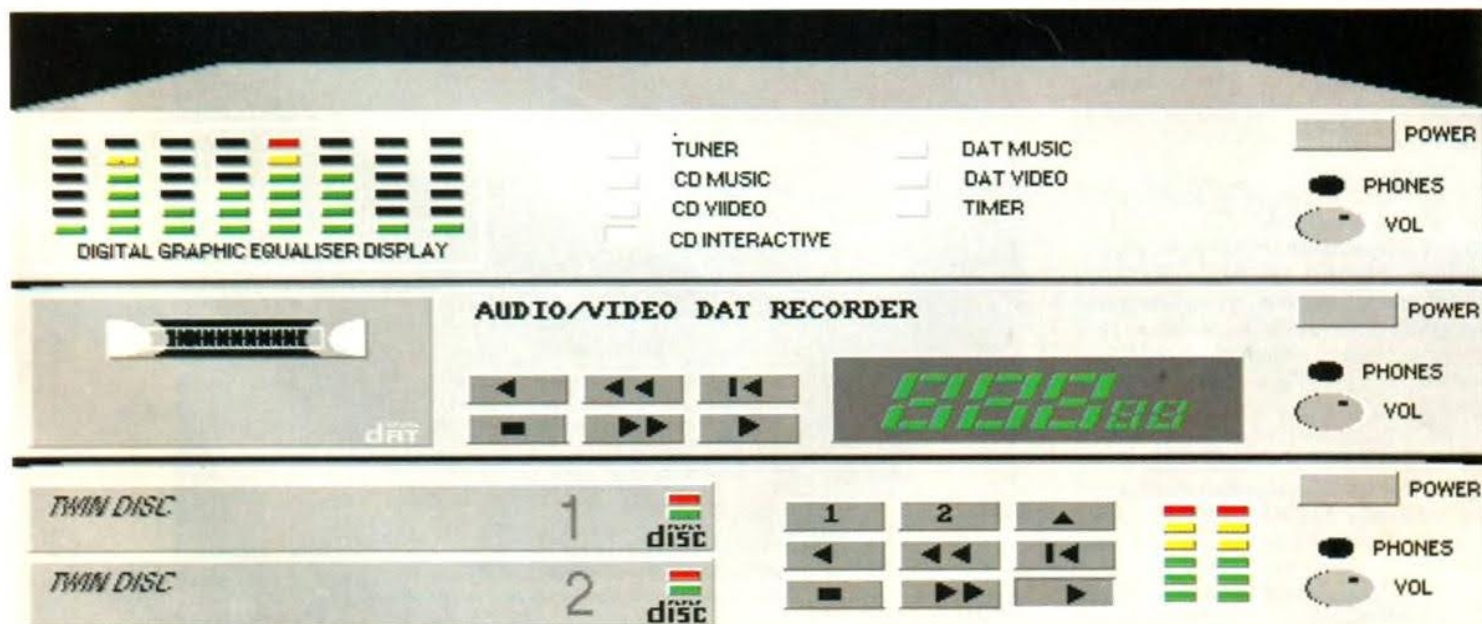 TUNER
CD MUSIC
CD VIIDEO
CD INTERACTIVE
DAT MUSIC
DAT VIDEO
TIMER
POWER
PHONES
VOL
DIGITAL GRAPHIC EQUALISER DISPLAY
AUDIO/VIDEO DAT RECORDER
POWER
PHONES
VOL
888 88
dAT
TWIN DISC 1
disc
TWIN DISC 2
disc
1 2
POWER
PHONES
VOL